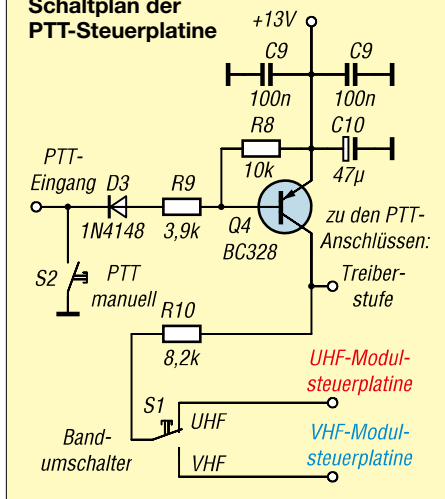 Schaltplan der
PTT-Steuerplatine
+13V
C9
C9
100n
100n
R8
C10
10k
47µ
PTT-
Eingang
D3
R9
1N4148
3,9k
Q4
BC328
zu den PTT-
Anschlüssen:
S2
PTT
manuell
Treiber-
stufe
R10
8,2k
UHF-Modul-
steuerplatine
S1
UHF
Band-
umschalter
VHF
VHF-Modul-
steuerplatine